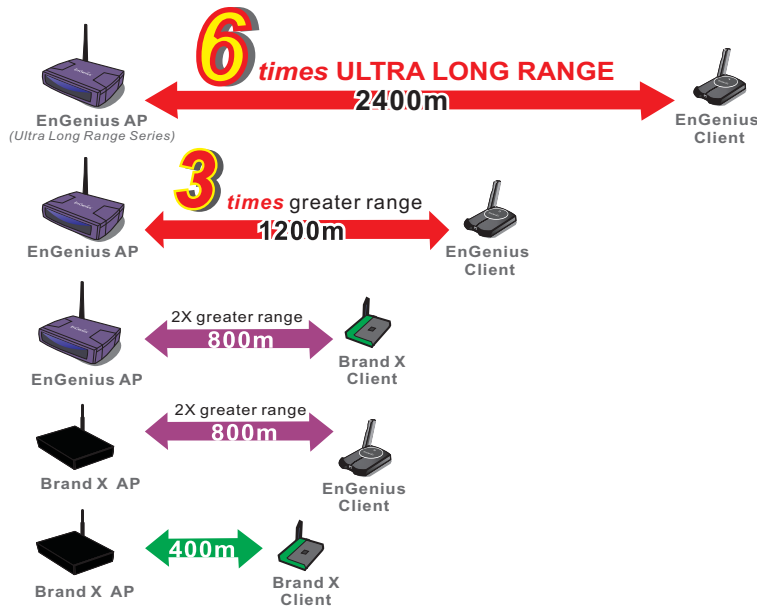 6 times ULTRA LONG RANGE
2400m
EnGenius AP
(Ultra Long Range Series)
EnGenius
Client
3 times greater range
1200m
EnGenius AP
EnGenius
Client
2X greater range
800m
EnGenius AP
Brand X
Client
2X greater range
800m
Brand X AP
EnGenius
Client
400m
Brand X AP
Brand X
Client